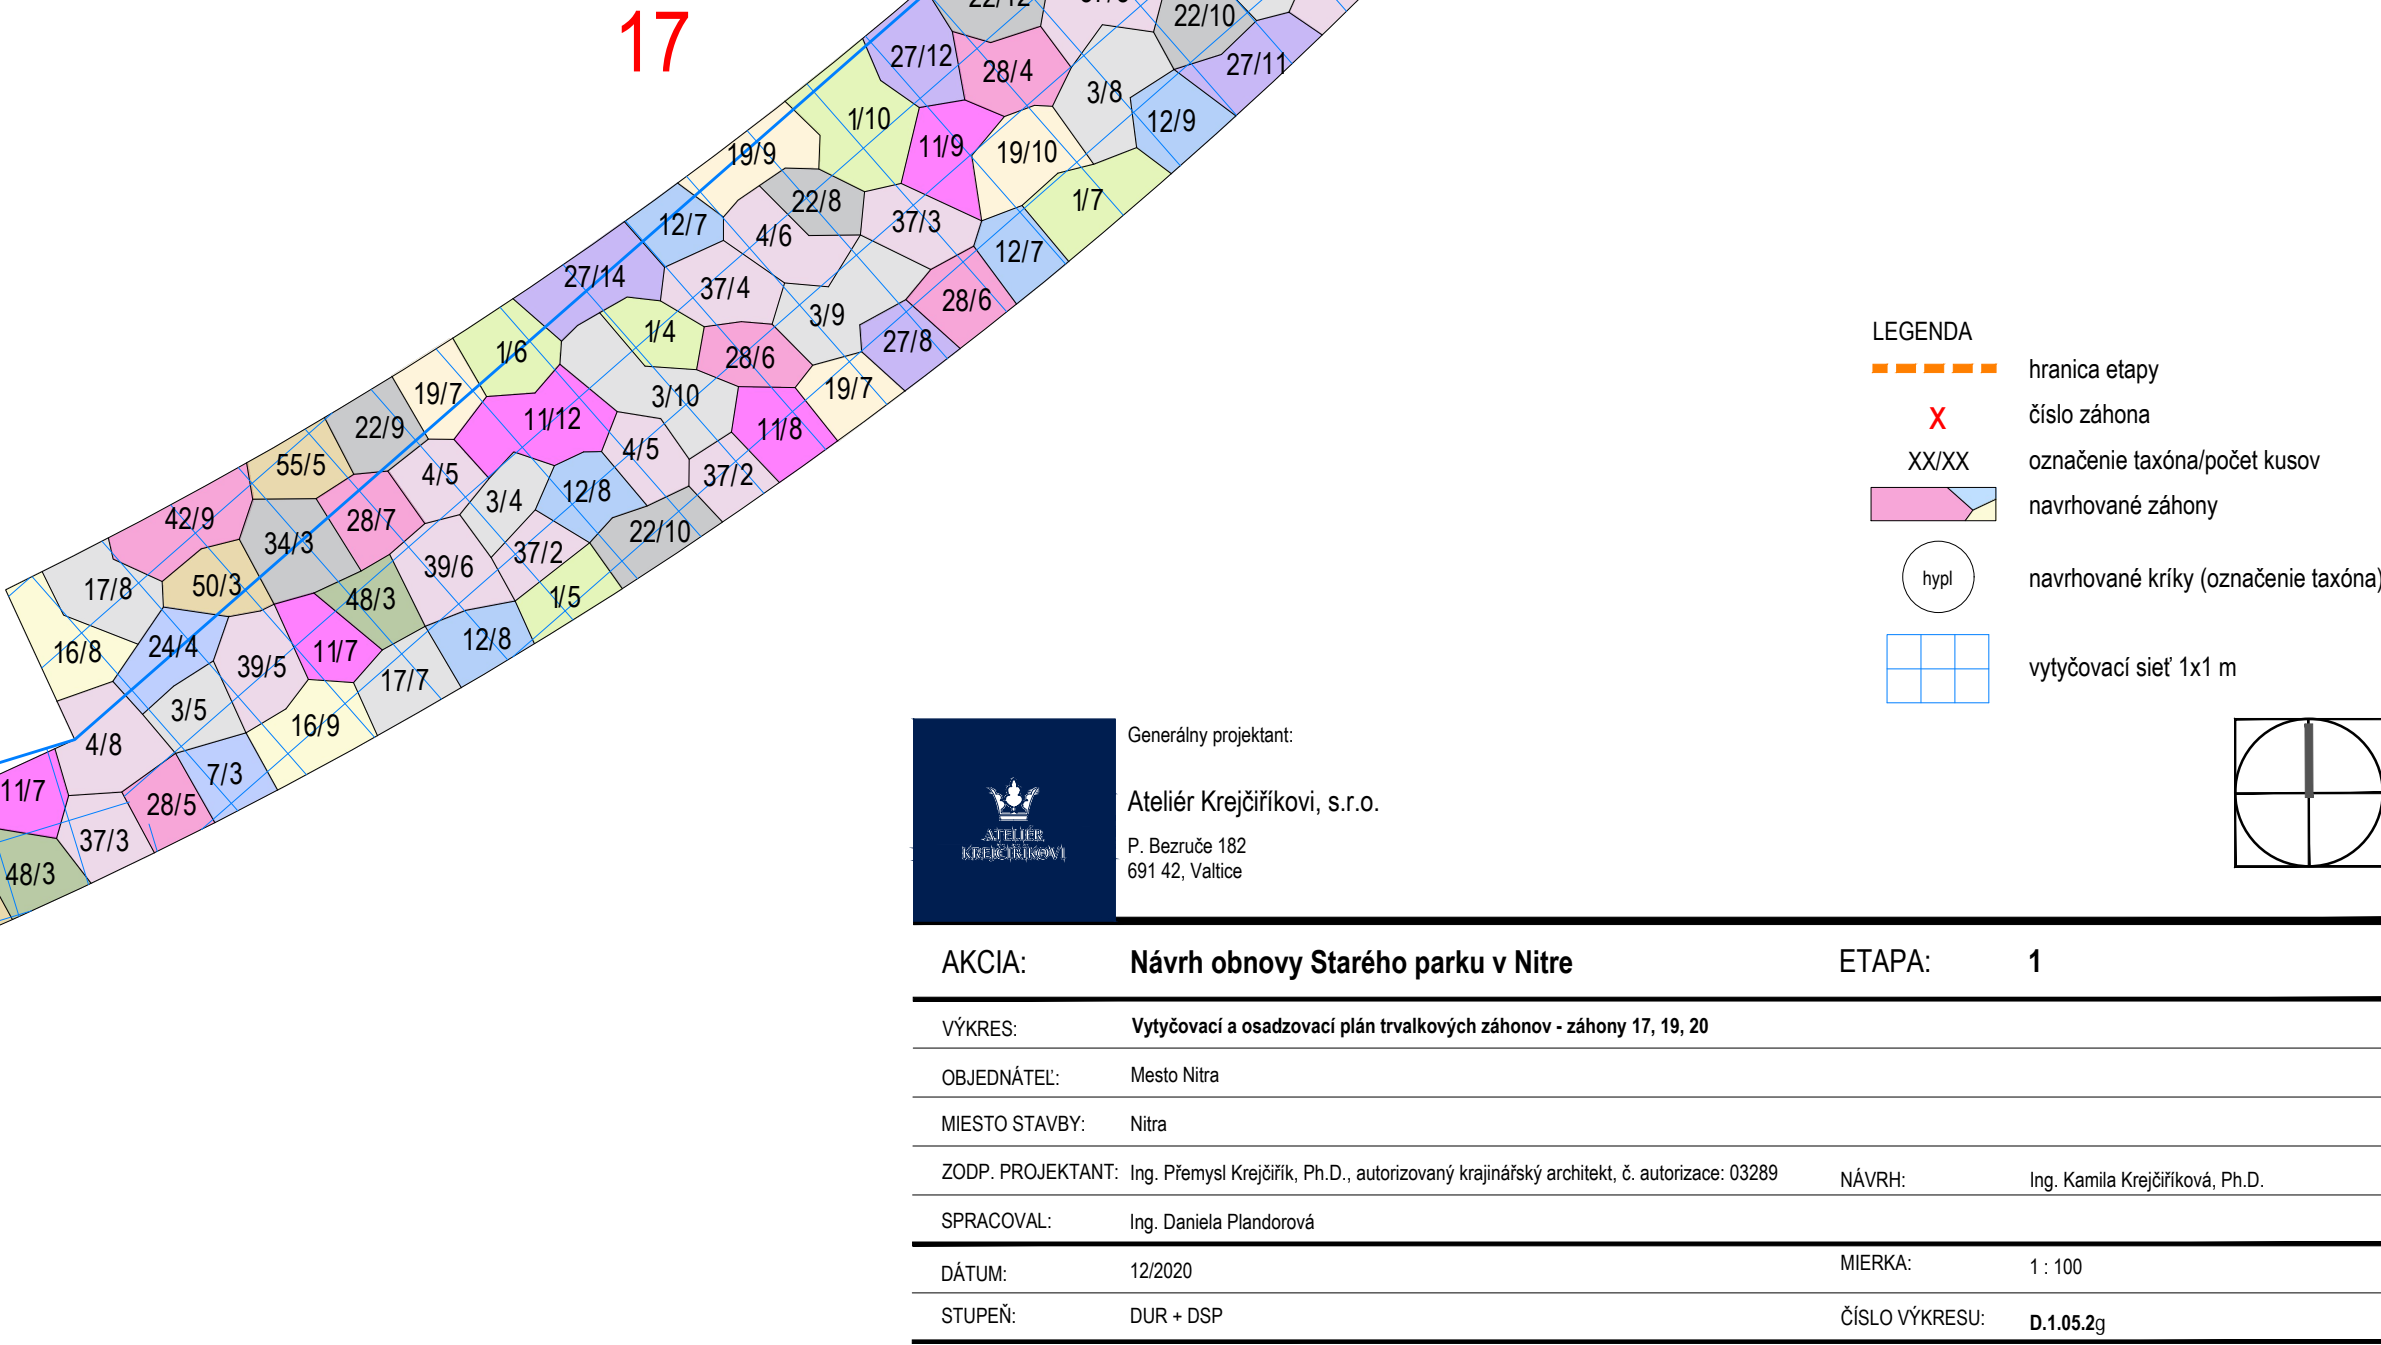 17
22/10
27/12
28/4
27/11
3/8
1/10
12/9
11/9
19/10
19/9
22/8
1/7
12/7
4/6
37/3
12/7
27/14
37/4
28/6
3/9
1/4
27/8
1/6
28/6
19/7
3/10
19/7
11/12
11/8
22/9
4/5
55/5
4/5
37/2
12/8
3/4
42/9
28/7
22/10
34/3
37/2
39/6
17/8
50/3
48/3
1/5
12/8
24/4
11/7
16/8
39/5
17/7
3/5
16/9
4/8
7/3
11/7
28/5
37/3
48/3
LEGENDA
hranica etapy
X číslo záhona
XX/XX označenie taxóna/počet kusov
navrhované záhony
hypl navrhované kríky (označenie taxóna)
vytyčovací sieť 1x1 m
Generálny projektant:
ATELIÉR
KREJČIŘÍKOVI
Ateliér Krejčiříkovi, s.r.o.
P. Bezruče 182
691 42, Valtice
AKCIA: Návrh obnovy Starého parku v Nitre ETAPA: 1
VÝKRES: Vytyčovací a osadzovací plán trvalkových záhonov - záhony 17, 19, 20
OBJEDNÁTEĽ: Mesto Nitra
MIESTO STAVBY: Nitra
ZODP. PROJEKTANT: Ing. Přemysl Krejčiřík, Ph.D., autorizovaný krajinářský architekt, č. autorizace: 03289 NÁVRH: Ing. Kamila Krejčiříková, Ph.D.
SPRACOVAL: Ing. Daniela Plandorová
DÁTUM: 12/2020 MIERKA: 1 : 100
STUPEŇ: DUR + DSP ČÍSLO VÝKRESU: D.1.05.2g